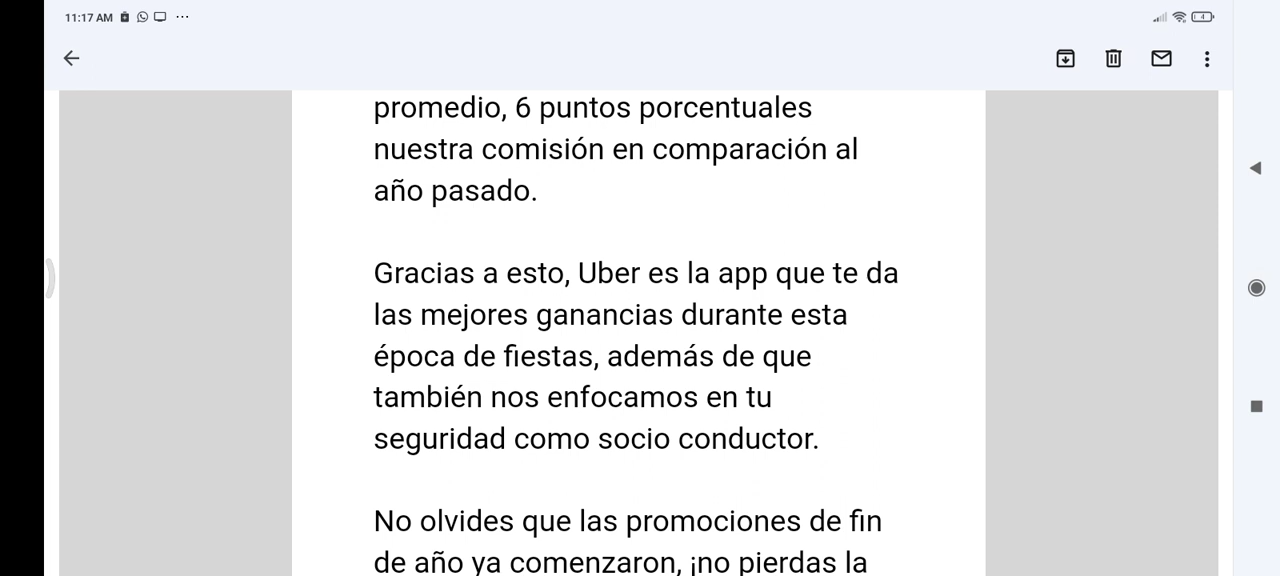 11:17 AM
promedio, 6 puntos porcentuales
nuestra comisión en comparación al
año pasado.
Gracias a esto, Uber es la app que te da
las mejores ganancias durante esta
época de fiestas, además de que
también nos enfocamos en tu
seguridad como socio conductor.
No olvides que las promociones de fin
de año ya comenzaron, ¡no pierdas la